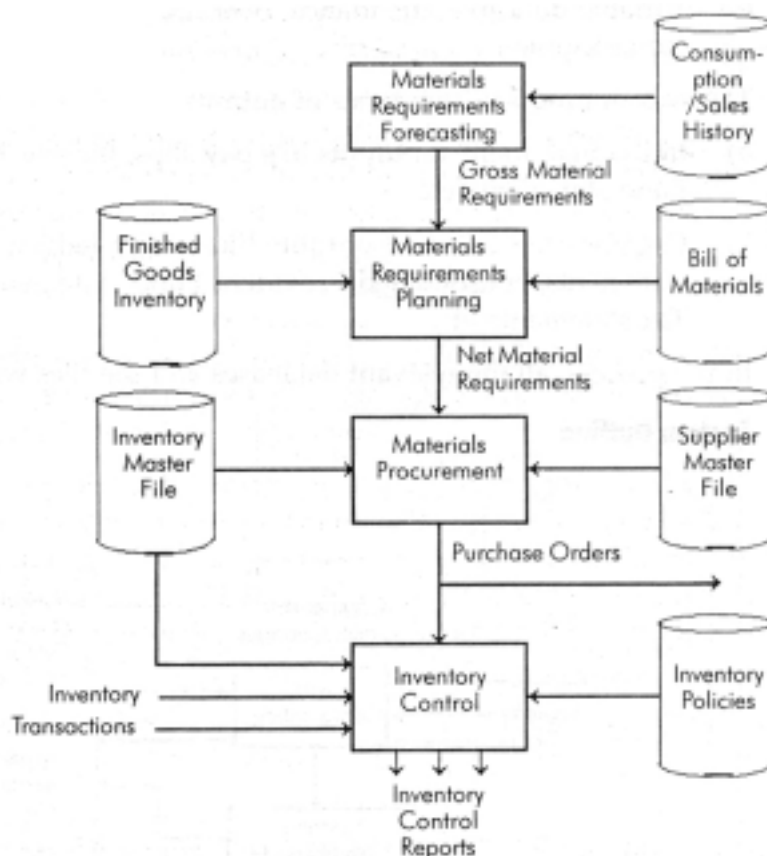 Materials
Requirements
Forecasting
Consum-
ption
/Sales
History
Gross Material
Requirements
Finished
Goods
Inventory
Materials
Requirements
Planning
Bill of
Materials
Net Material
Requirements
Inventory
Master
File
Materials
Procurement
Supplier
Master
File
Purchase Orders
Inventory
Transactions
Inventory
Control
Inventory
Policies
Inventory
Control
Reports